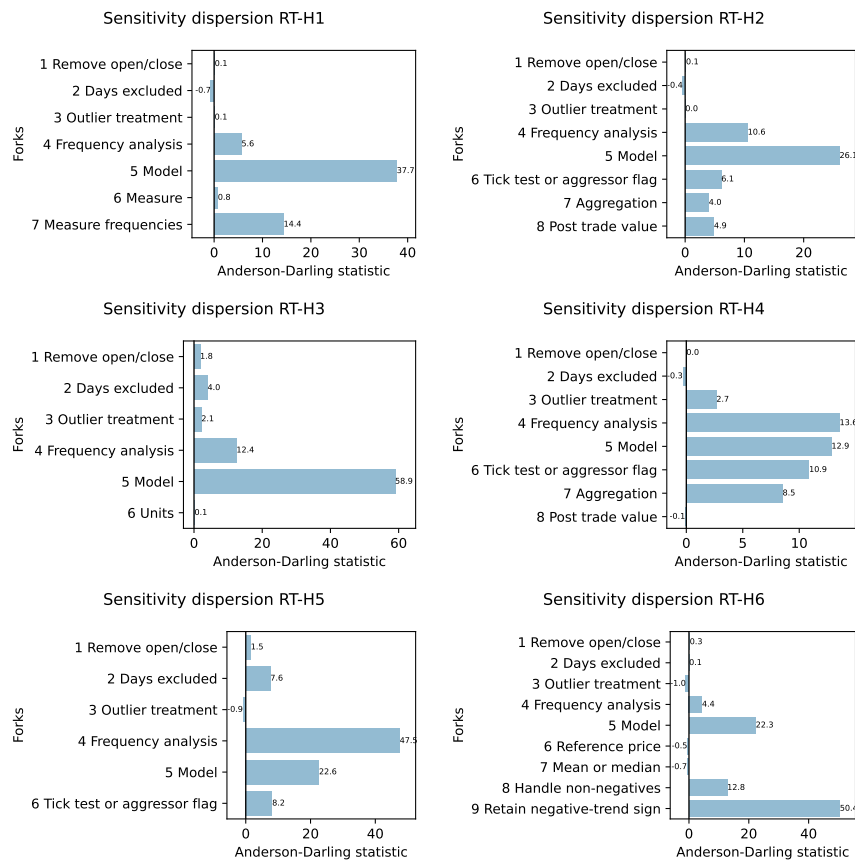 Sensitivity dispersion RT-H1
Forks
1 Remove open/close 0.1
2 Days excluded -0.7
3 Outlier treatment 0.1
4 Frequency analysis 5.6
5 Model 37.7
6 Measure 0.8
7 Measure frequencies 14.4
0 10 20 30 40
Anderson-Darling statistic
Sensitivity dispersion RT-H2
Forks
1 Remove open/close 0.1
2 Days excluded -0.4
3 Outlier treatment 0.0
4 Frequency analysis 10.6
5 Model 26.1
6 Tick test or aggressor flag 6.1
7 Aggregation 4.0
8 Post trade value 4.9
0 10 20
Anderson-Darling statistic
Sensitivity dispersion RT-H3
Forks
1 Remove open/close 1.8
2 Days excluded 4.0
3 Outlier treatment 2.1
4 Frequency analysis 12.4
5 Model 58.9
6 Units 0.1
0 20 40 60
Anderson-Darling statistic
Sensitivity dispersion RT-H4
Forks
1 Remove open/close 0.0
2 Days excluded -0.3
3 Outlier treatment 2.7
4 Frequency analysis 13.6
5 Model 12.9
6 Tick test or aggressor flag 10.9
7 Aggregation 8.5
8 Post trade value -0.1
0 5 10
Anderson-Darling statistic
Sensitivity dispersion RT-H5
Forks
1 Remove open/close 1.5
2 Days excluded 7.6
3 Outlier treatment -0.9
4 Frequency analysis 47.5
5 Model 22.6
6 Tick test or aggressor flag 8.2
0 20 40
Anderson-Darling statistic
Sensitivity dispersion RT-H6
Forks
1 Remove open/close 0.3
2 Days excluded 0.1
3 Outlier treatment -1.0
4 Frequency analysis 4.4
5 Model 22.3
6 Reference price -0.5
7 Mean or median -0.7
8 Handle non-negatives 12.8
9 Retain negative-trend sign 50.4
0 20 40
Anderson-Darling statistic